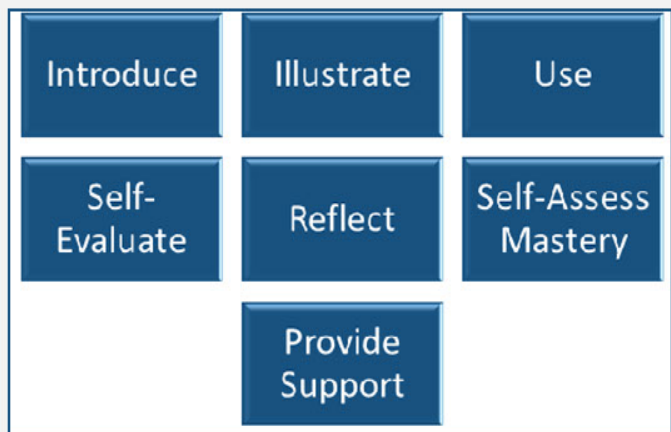 Introduce
Illustrate
Use
Self-
Evaluate
Reflect
Self-Assess
Mastery
Provide
Support